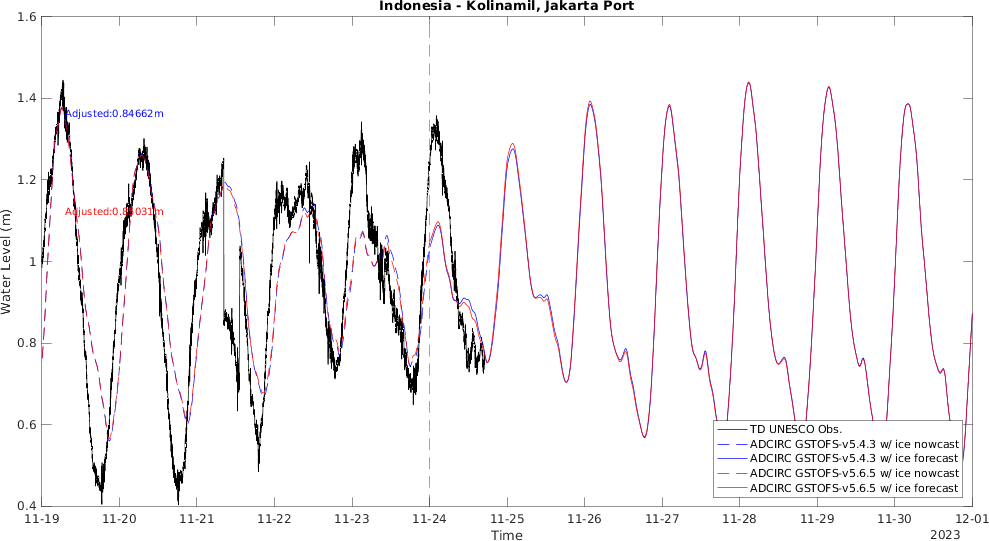 Indonesia - Kolinamil, Jakarta Port
1.6
1.4
1.2
1
0.8
0.6
0.4
Water Level (m)
Adjusted:0.84662m
TD UNESCO Obs.
ADCIRC GSTOFS-v5.4.3 w/ ice nowcast
ADCIRC GSTOFS-v5.4.3 w/ ice forecast
ADCIRC GSTOFS-v5.6.5 w/ ice nowcast
ADCIRC GSTOFS-v5.6.5 w/ ice forecast
11-19 11-20 11-21 11-22 11-23 11-24 11-25 11-26 11-27 11-28 11-29 11-30 12-01
Time
2023